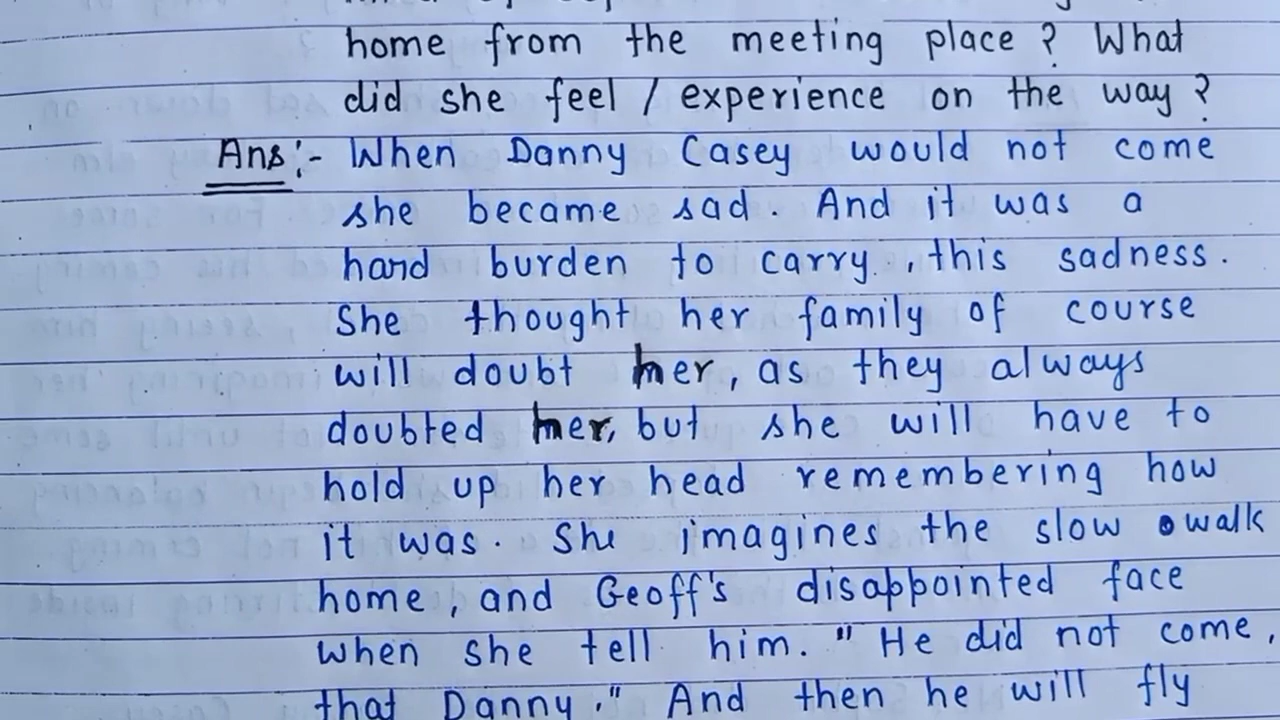 home from the meeting place ? What
did she feel / experience on the way ?
Ans:- When Danny Casey would not come
she became sad. And it was a
hard burden to carry, this sadness.
She thought her family of course
will doubt her, as they always
doubted her, but she will have to
hold up her head remembering how
it was. She imagines the slow walk
home, and Geoff's disappointed face
when she tell him. " He did not come,
that Danny." And then he will fly